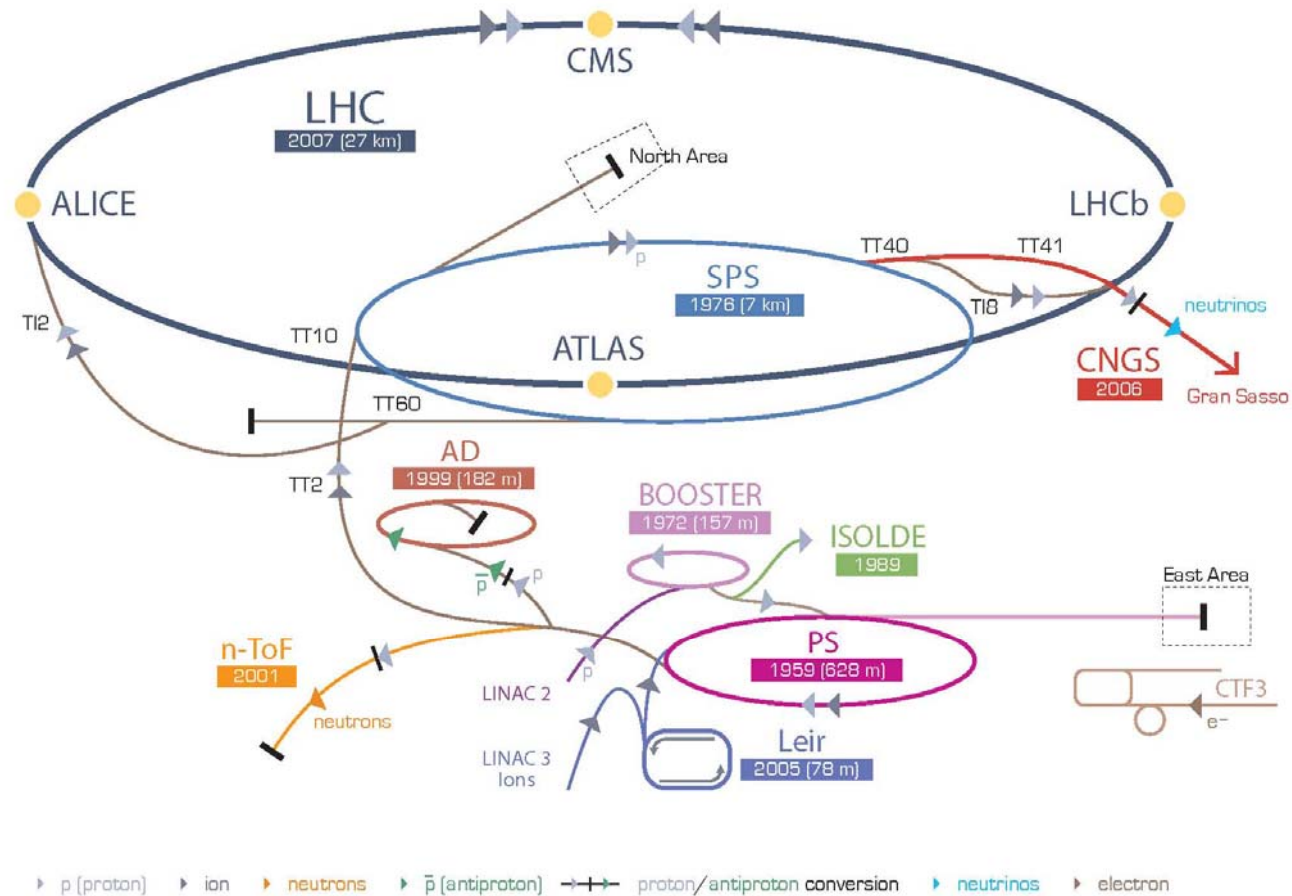 CMS
LHC
2007 (27 km)
North Area
ALICE
LHCb
TT40
TT41
p
SPS
1976 (7 km)
TI8
neutrinos
TI2
TT10
ATLAS
CNGS
2006
Gran Sasso
TT60
AD
1999 (182 m)
TT2
BOOSTER
1972 (157 m)
ISOLDE
1989
p̅
p
East Area
n-ToF
2001
PS
1959 (628 m)
p
LINAC 2
neutrons
CTF3
e-
LINAC 3
Ions
Leir
2005 (78 m)
p (proton) ion neutrons p̅ (antiproton) proton/antiproton conversion neutrinos electron